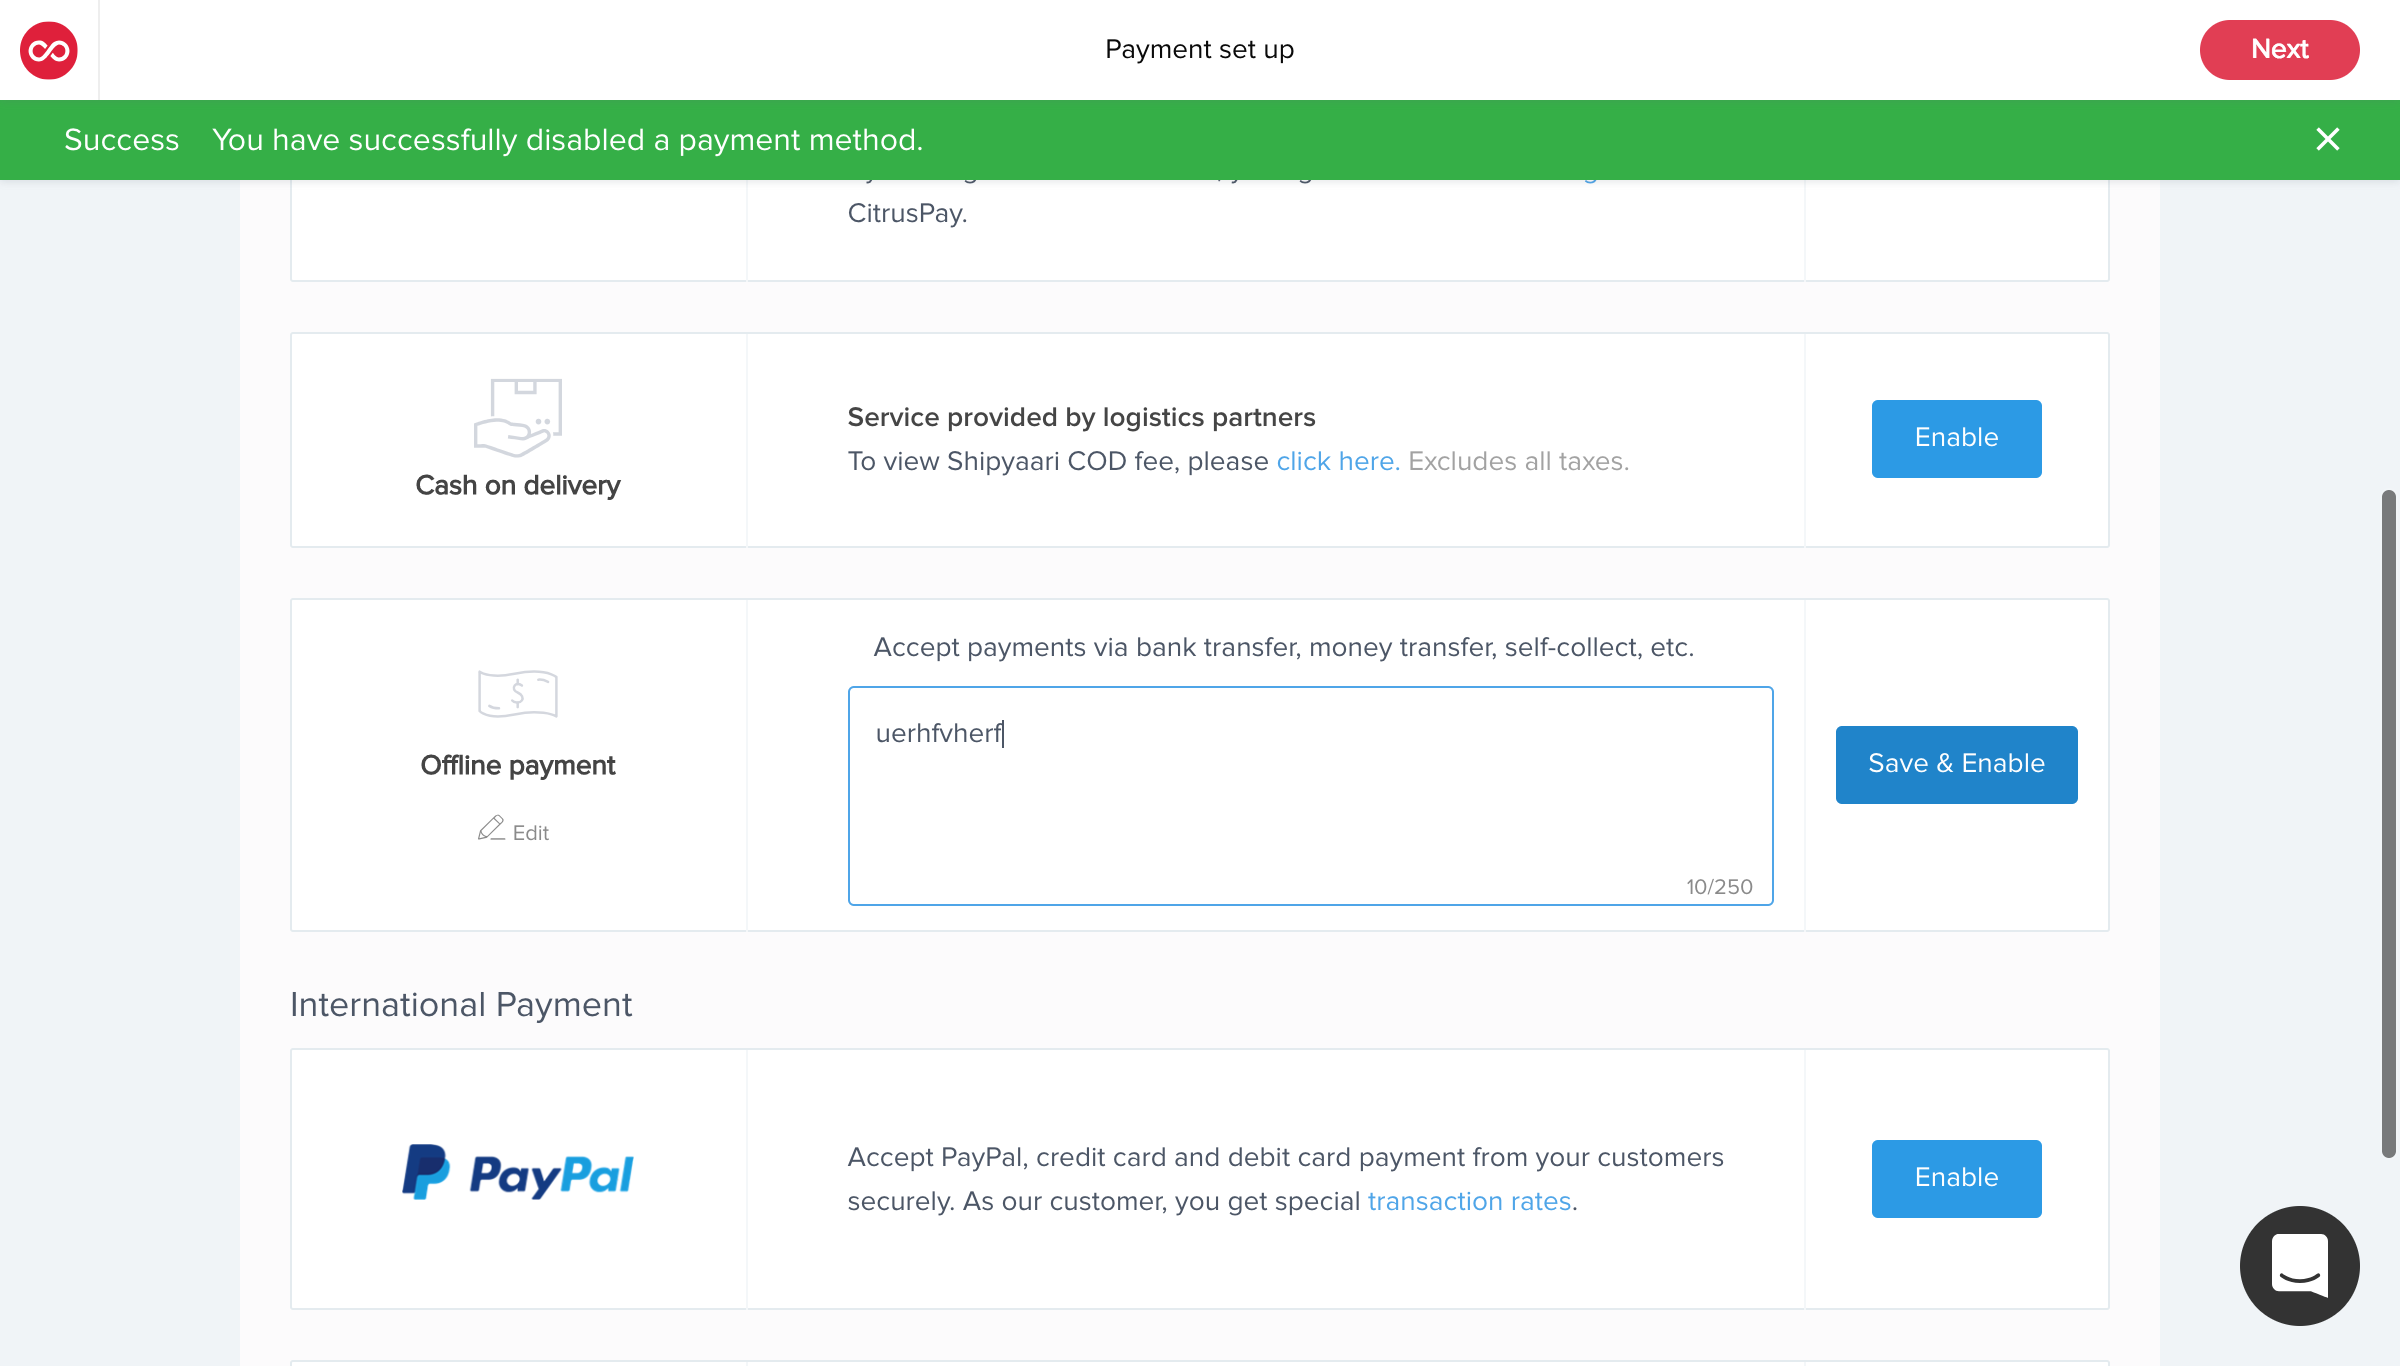 Payment set up
Next
Success You have successfully disabled a payment method.
CitrusPay.
Cash on delivery
Service provided by logistics partners
To view Shipyaari COD fee, please click here. Excludes all taxes.
Enable
Offline payment
Edit
Accept payments via bank transfer, money transfer, self-collect, etc.
uerhfvherf
10/250
Save & Enable
International Payment
PayPal
Accept PayPal, credit card and debit card payment from your customers
securely. As our customer, you get special transaction rates.
Enable